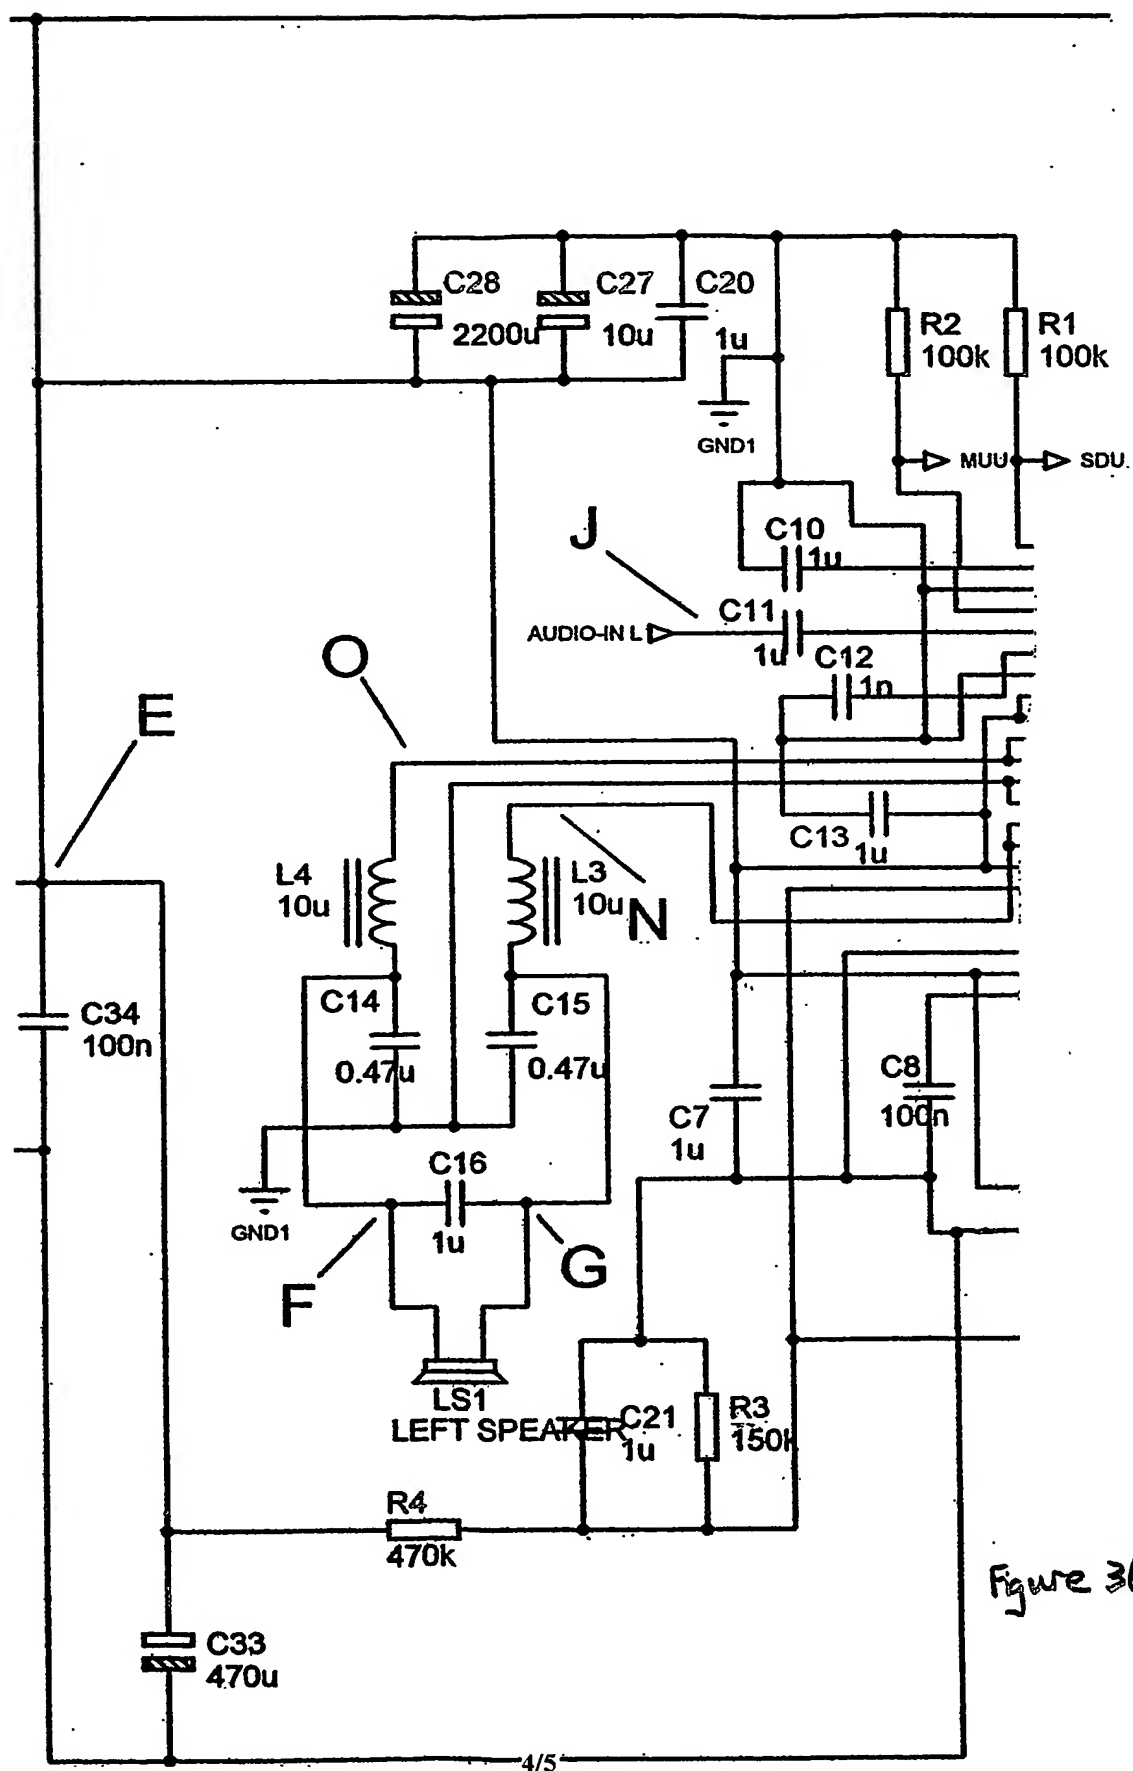 C28
2200u
C27
10u
C20
1u
R2
100k
R1
100k
GND1
MUU
SDU
J
C10
1u
C11
AUDIO-IN L
1u
C12
1n
O
E
C13
1u
L4
10u
L3
10u
N
C34
100n
C14
0.47u
C15
0.47u
C7
1u
C8
100n
C16
1u
GND1
F
G
LS1
LEFT SPEAKER
C21
1u
R3
150k
R4
470k
C33
470u
Figure
4/5